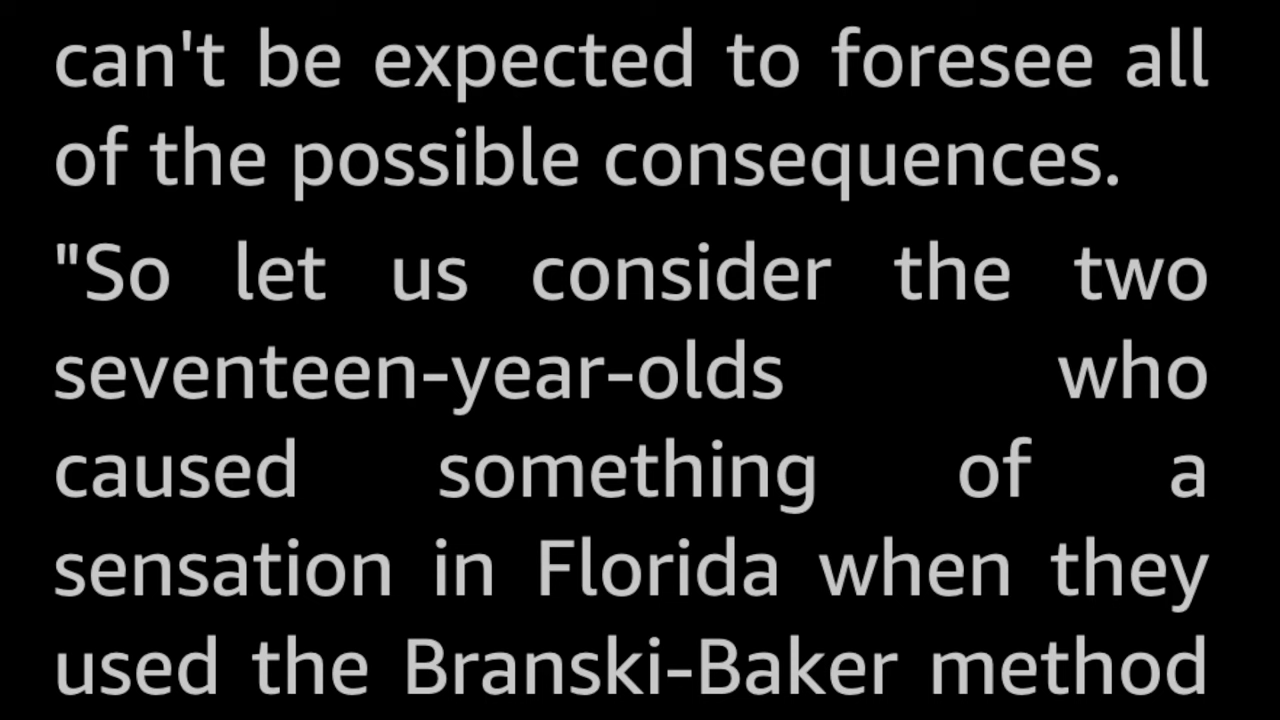 can't be expected to foresee all
of the possible consequences.
"So let us consider the two
seventeen-year-olds who
caused something of a
sensation in Florida when they
used the Branski-Baker method